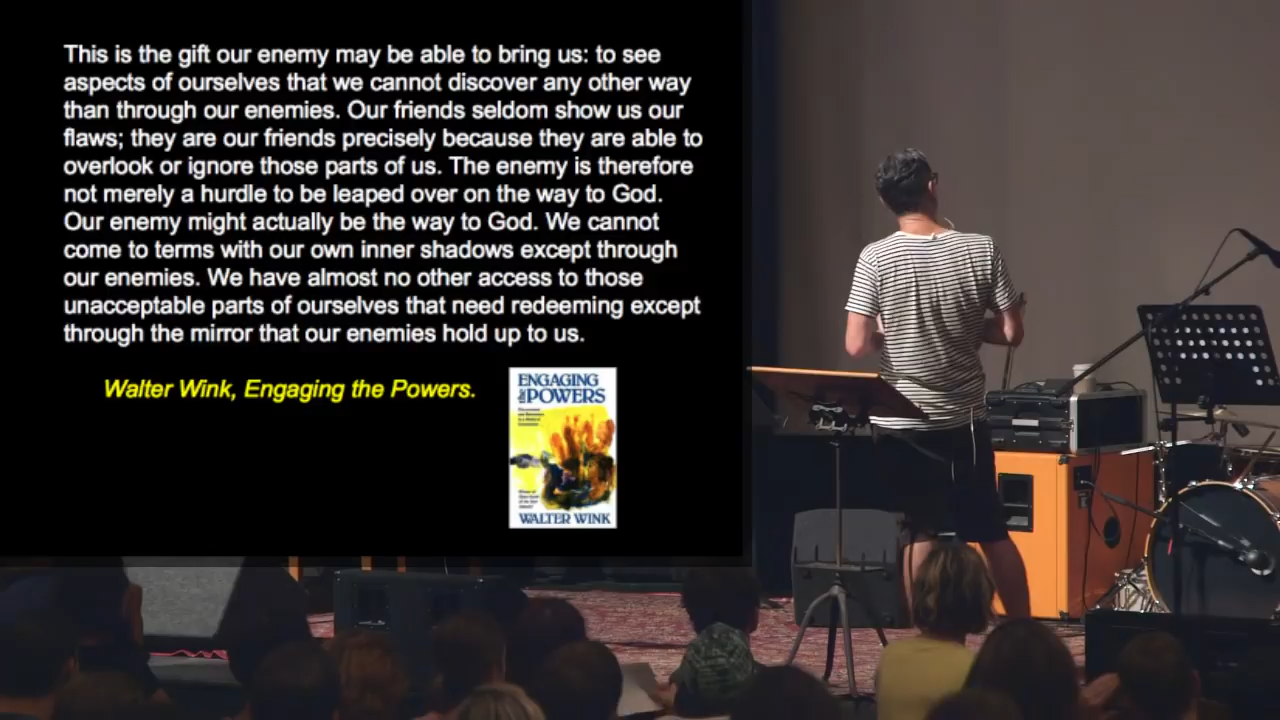 This is the gift our enemy may be able to bring us: to see
aspects of ourselves that we cannot discover any other way
than through our enemies. Our friends seldom show us our
flaws; they are our friends precisely because they are able to
overlook or ignore those parts of us. The enemy is therefore
not merely a hurdle to be leaped over on the way to God.
Our enemy might actually be the way to God. We cannot
come to terms with our own inner shadows except through
our enemies. We have almost no other access to those
unacceptable parts of ourselves that need redeeming except
through the mirror that our enemies hold up to us.
Walter Wink, Engaging the Powers.
ENGAGING
the POWERS
WALTER WINK